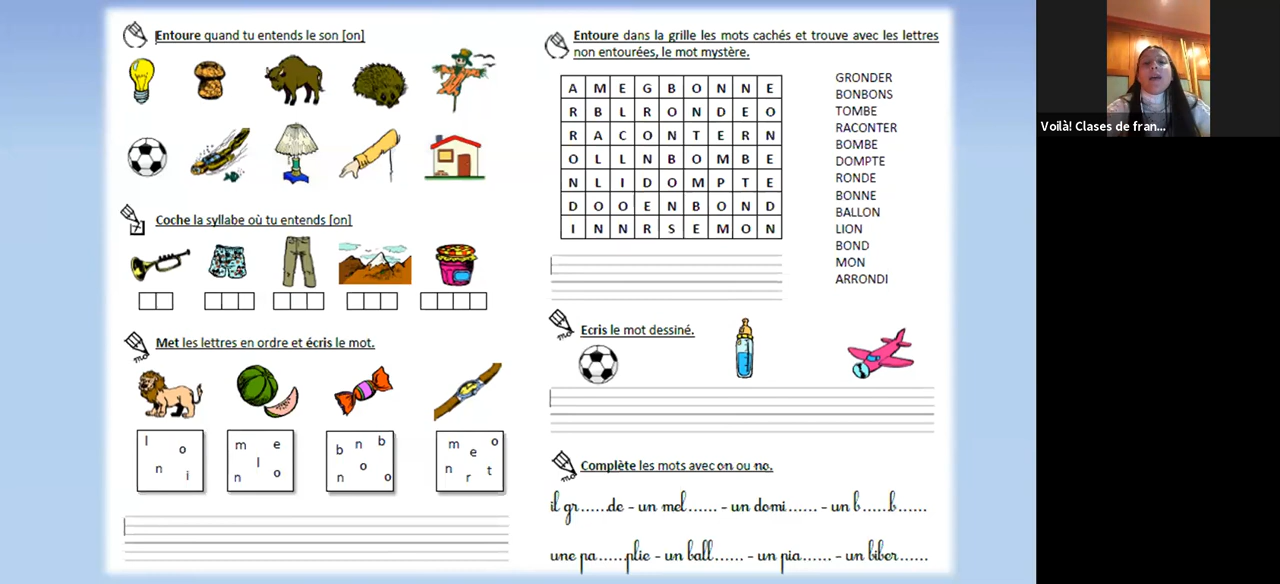 Entoure quand tu entends le son [on]
Coche la syllabe où tu entends [on]
Met les lettres en ordre et écris le mot.
mo
l o n i
m e l n o
b n b o n o
m o e n r t
Entoure dans la grille les mots cachés et trouve avec les lettres
non entourées, le mot mystère.
A M E G B O N N E
R B L R O N D E O
R A C O N T E R N
O L L N B O M B E
N L I D O M P T E
D O O E N B O N D
I N N R S E M O N
GRONDER
BONBONS
TOMBE
RACONTER
BOMBE
DOMPTE
RONDE
BONNE
BALLON
LION
BOND
MON
ARRONDI
mo
Ecris le mot dessiné.
mo
Complète les mots avec on ou no.
il gr......de - un mel...... - un domi...... - un b......b......
une pa......plie - un ball...... - un pia...... - un biber......
Voilà! Clases de fran...